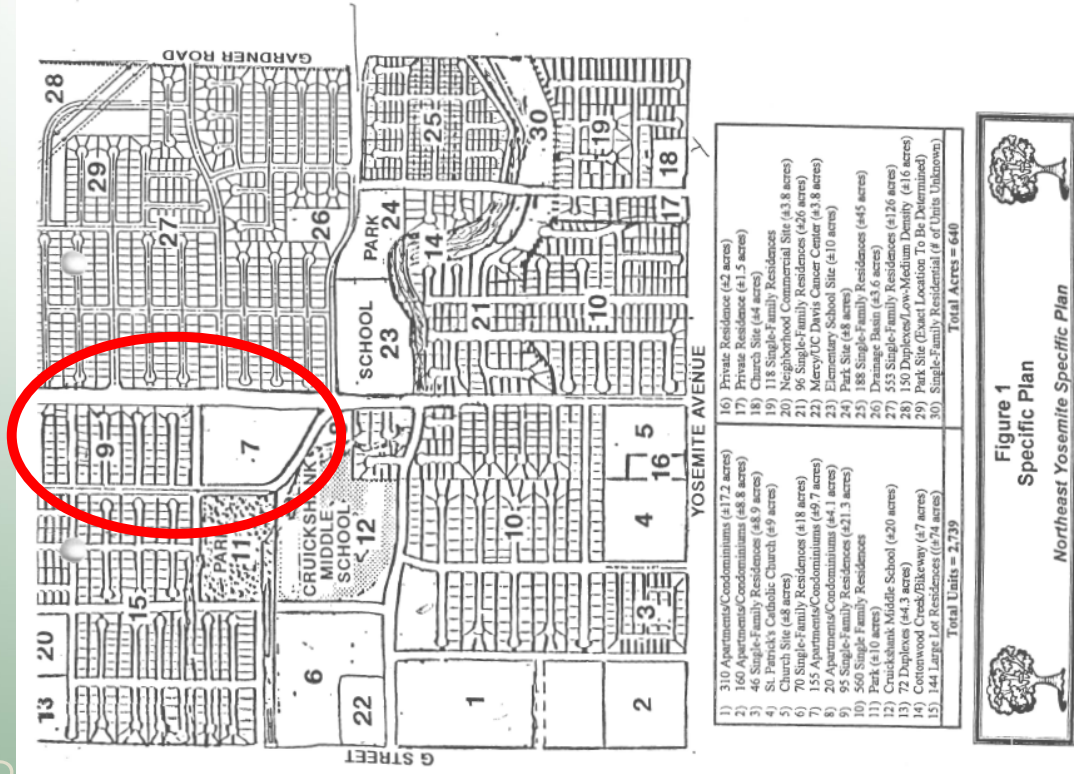 GARDNER ROAD
28
29
27
26
25
30
19
18
17
PARK
24
14
SCHOOL
23
21
10
9
7
8
PARK
11
CRUICKSHANK
MIDDLE
SCHOOL
12
10
5
16
4
15
20
13
6
22
3
1
2
G STREET
YOSEMITE AVENUE
1) 310 Apartments/Condominiums (±17.2 acres)
2) 160 Apartments/Condominiums (±8.8 acres)
3) 46 Single-Family Residences (±8.9 acres)
4) St. Patrick's Catholic Church (±9 acres)
5) Church Site (±8 acres)
6) 70 Single-Family Residences (±18 acres)
7) 155 Apartments/Condominiums (±9.7 acres)
8) 20 Apartments/Condominiums (±4.1 acres)
9) 95 Single-Family Residences (±21.3 acres)
10) 560 Single Family Residences
11) Park (±10 acres)
12) Cruickshank Middle School (±20 acres)
13) 72 Duplexes (±4.3 acres)
14) Cottonwood Creek/Bikeway (±7 acres)
15) 144 Large Lot Residences ((±74 acres)
16) Private Residence (±2 acres)
17) Private Residence (±1.5 acres)
18) Church Site (±4 acres)
19) 118 Single-Family Residences
20) Neighborhood Commercial Site (±3.8 acres)
21) 96 Single-Family Residences (±26 acres)
22) Mercy/UC Davis Cancer Center (±3.8 acres)
23) Elementary School Site (±10 acres)
24) Park Site (±8 acres)
25) 188 Single-Family Residences (±45 acres)
26) Drainage Basin (±3.6 acres)
27) 553 Single-Family Residences (±126 acres)
28) 150 Duplexes/Low-Medium Density (±16 acres)
29) Park Site (Exact Location To Be Determined)
30) Single-Family Residential (# of Units Unknown)
Total Units = 2,739
Total Acres = 640
Figure 1
Specific Plan
Northeast Yosemite Specific Plan